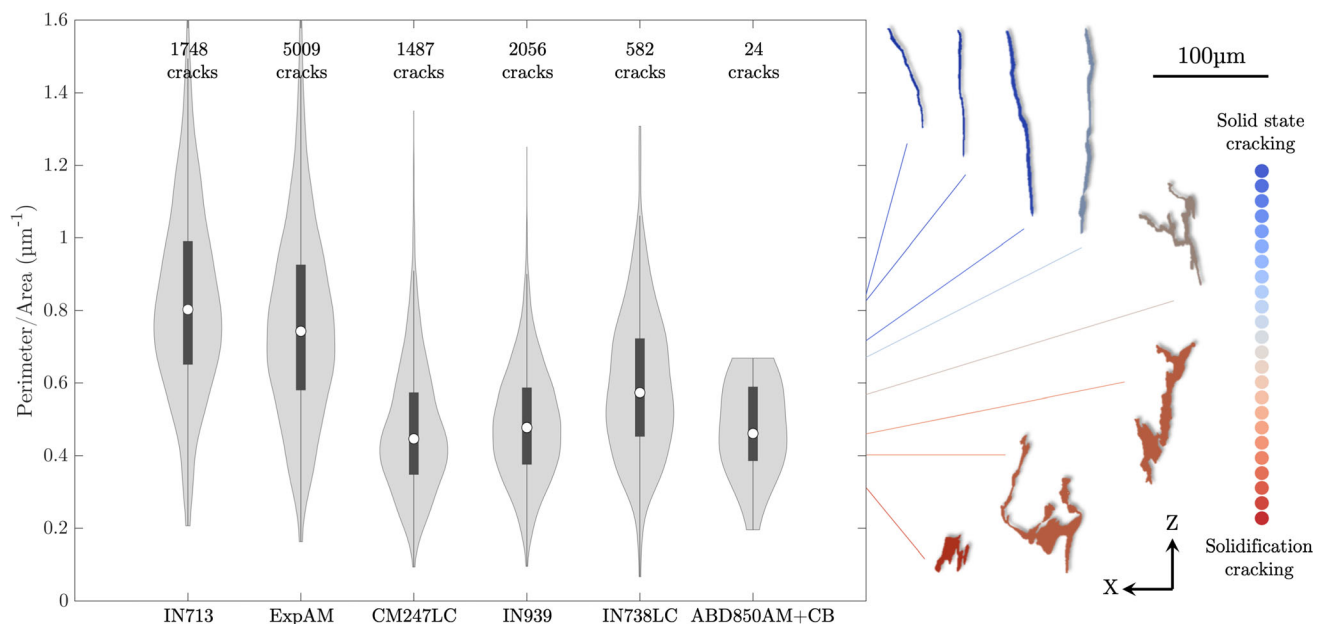 1.6
1.4
1.2
1
0.8
0.6
0.4
0.2
0
Perimeter/Area (µm⁻¹)
1748 cracks
5009 cracks
1487 cracks
2056 cracks
582 cracks
24 cracks
IN713
ExpAM
CM247LC
IN939
IN738LC
ABD850AM+CB
100µm
Solid state
cracking
Z
X
Solidification
cracking